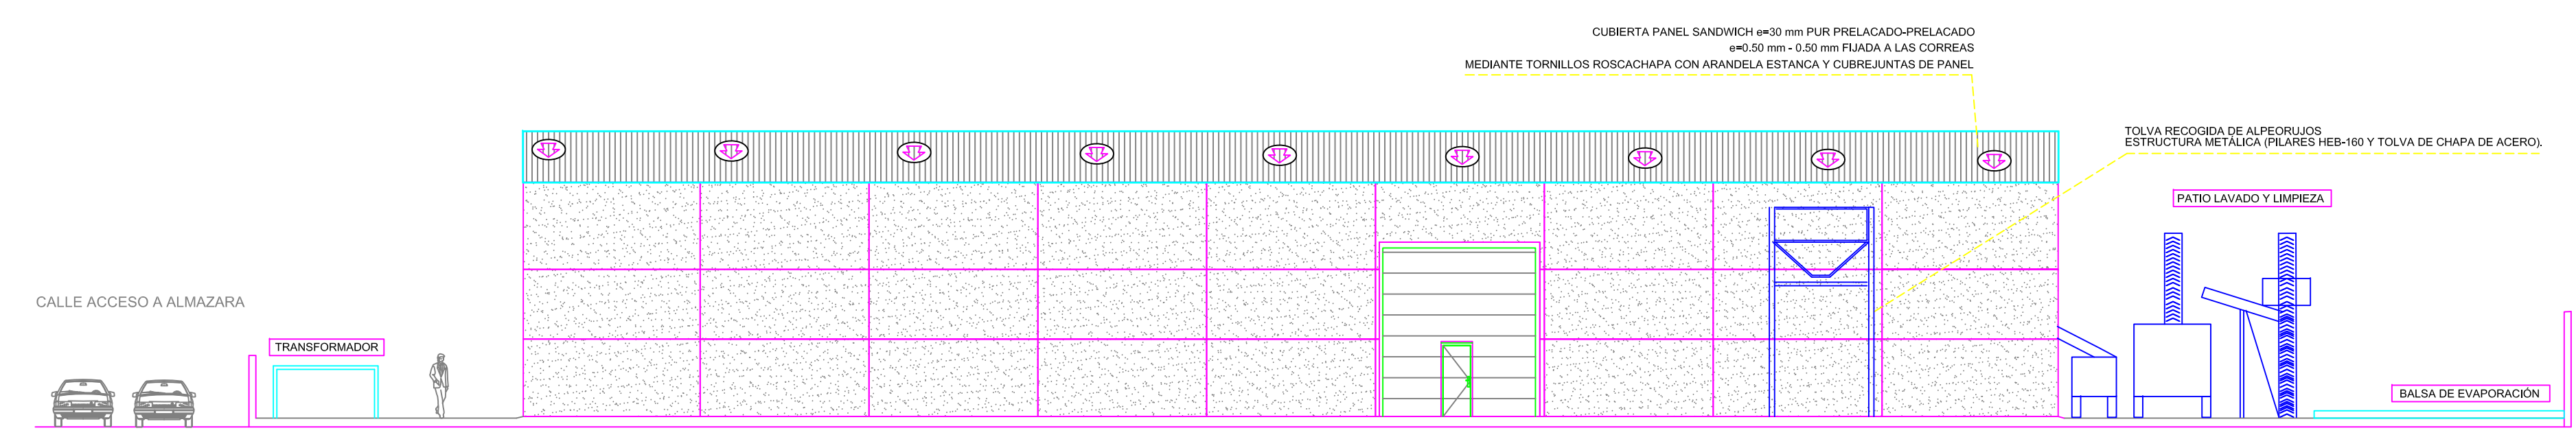 CUBIERTA PANEL SANDWICH e=30 mm PUR PRELACADO-PRELACADO
e=0.50 mm - 0.50 mm FIJADA A LAS CORREAS
MEDIANTE TORNILLOS ROSCACHAPA CON ARANDELA ESTANCA Y CUBREJUNTAS DE PANEL
TOLVA RECOGIDA DE ALPEORUJOS
ESTRUCTURA METÁLICA (PILARES HEB-160 Y TOLVA DE CHAPA DE ACERO).
PATIO LAVADO Y LIMPIEZA
CALLE ACCESO A ALMAZARA
TRANSFORMADOR
BALSA DE EVAPORACIÓN